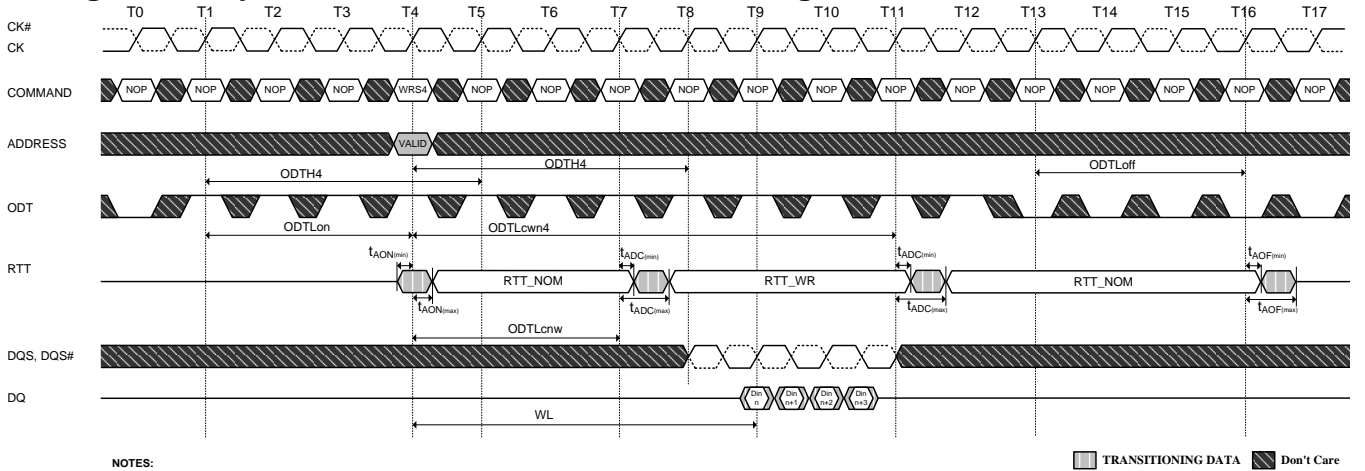 T0 T1 T2 T3 T4 T5 T6 T7 T8 T9 T10 T11 T12 T13 T14 T15 T16 T17
CK#
CK
COMMAND NOP NOP NOP NOP WRS4 NOP NOP NOP NOP NOP NOP NOP NOP NOP NOP NOP NOP NOP
ADDRESS VALID
ODTH4 ODTH4 ODTLoff
ODT
ODTLon ODTLcwn4
tAON(min) tADC(min) tADC(min) tAOF(min)
RTT RTT_NOM RTT_WR RTT_NOM
tAON(max) tADC(max) tADC(max) tAOF(max)
ODTLcnw
DQS, DQS#
DQ Din n Din n+1 Din n+2 Din n+3
WL
NOTES: TRANSITIONING DATA Don't Care